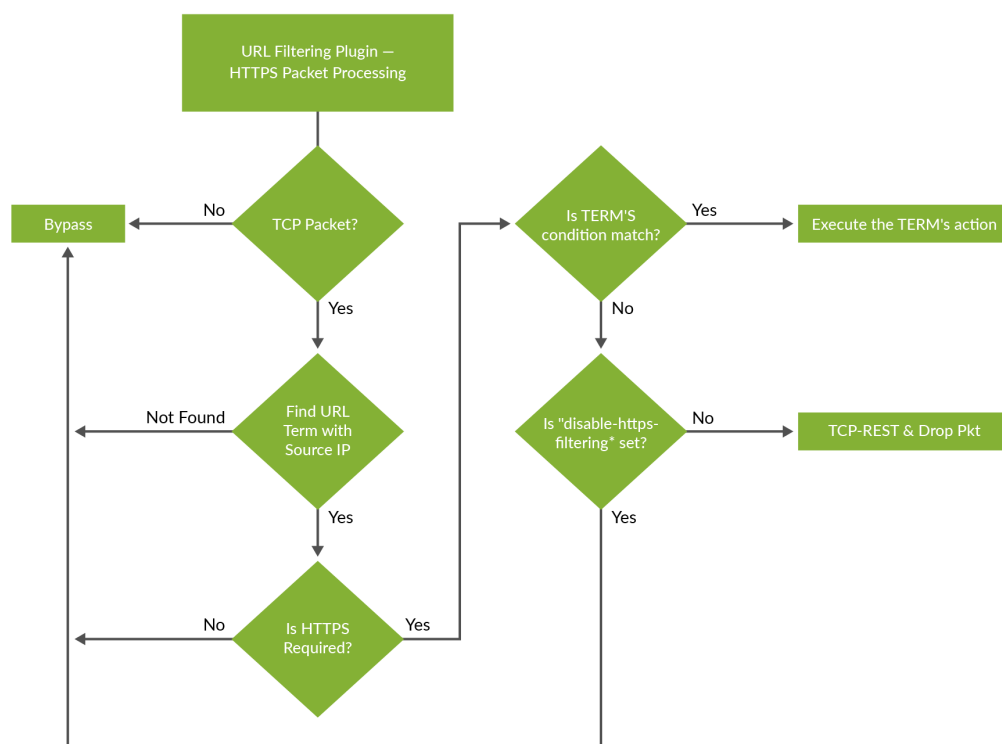 URL Filtering Plugin —
HTTPS Packet Processing
TCP Packet?
No
Bypass
Yes
Find URL
Term with
Source IP
Not Found
Yes
Is HTTPS
Required?
No
Yes
Is TERM'S
condition match?
Yes
Execute the TERM's action
No
Is "disable-https-
filtering* set?
No
TCP-REST & Drop Pkt
Yes